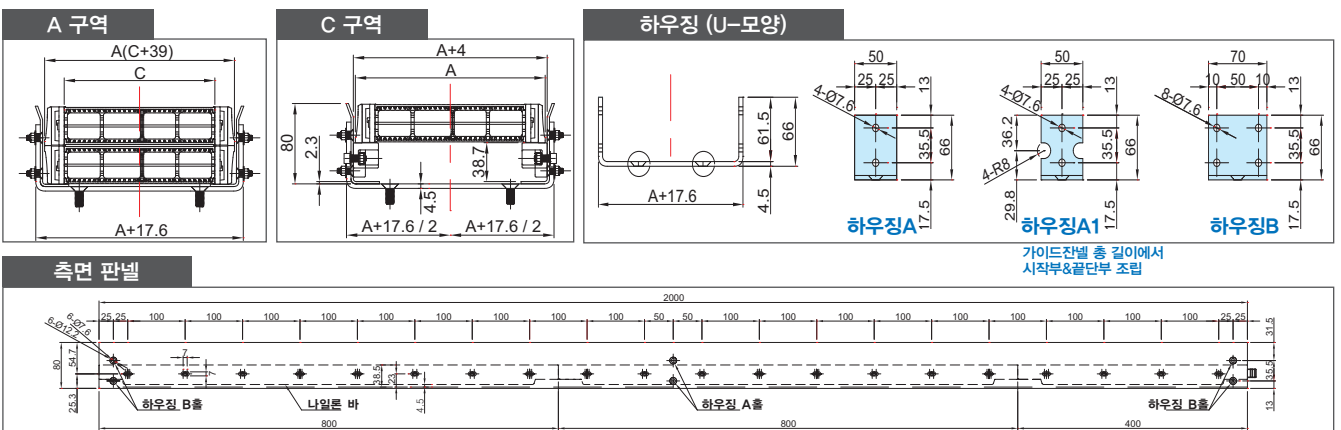 A 구역
C 구역
하우징 (U-모양)
A(C+39)
C
A+17.6
A+4
A
80
2.3
38.7
4.5
A+17.6 / 2
A+17.6 / 2
61.5
66
4.5
A+17.6
50
25 25
13
4-Ø7.6
35.5
66
17.5
하우징A
50
25 25
13
4-Ø7.6
36.2
35.5
66
4-R8
29.8
17.5
하우징A1
가이드잔넬 총 길이에서
시작부&끝단부 조립
70
10 50 10
13
8-Ø7.6
35.5
66
17.5
하우징B
측면 판넬
2000
25 25 100 100 100 100 100 100 100 100 50 50 100 100 100 100 100 100 100 100 25 25
6-Ø7.6
6-Ø12.2
31.5
80
54.7
7
7
38.5
23
35.5
25.3
4.5
13
하우징 B홀
나일론 바
하우징 A홀
하우징 B홀
800
800
400